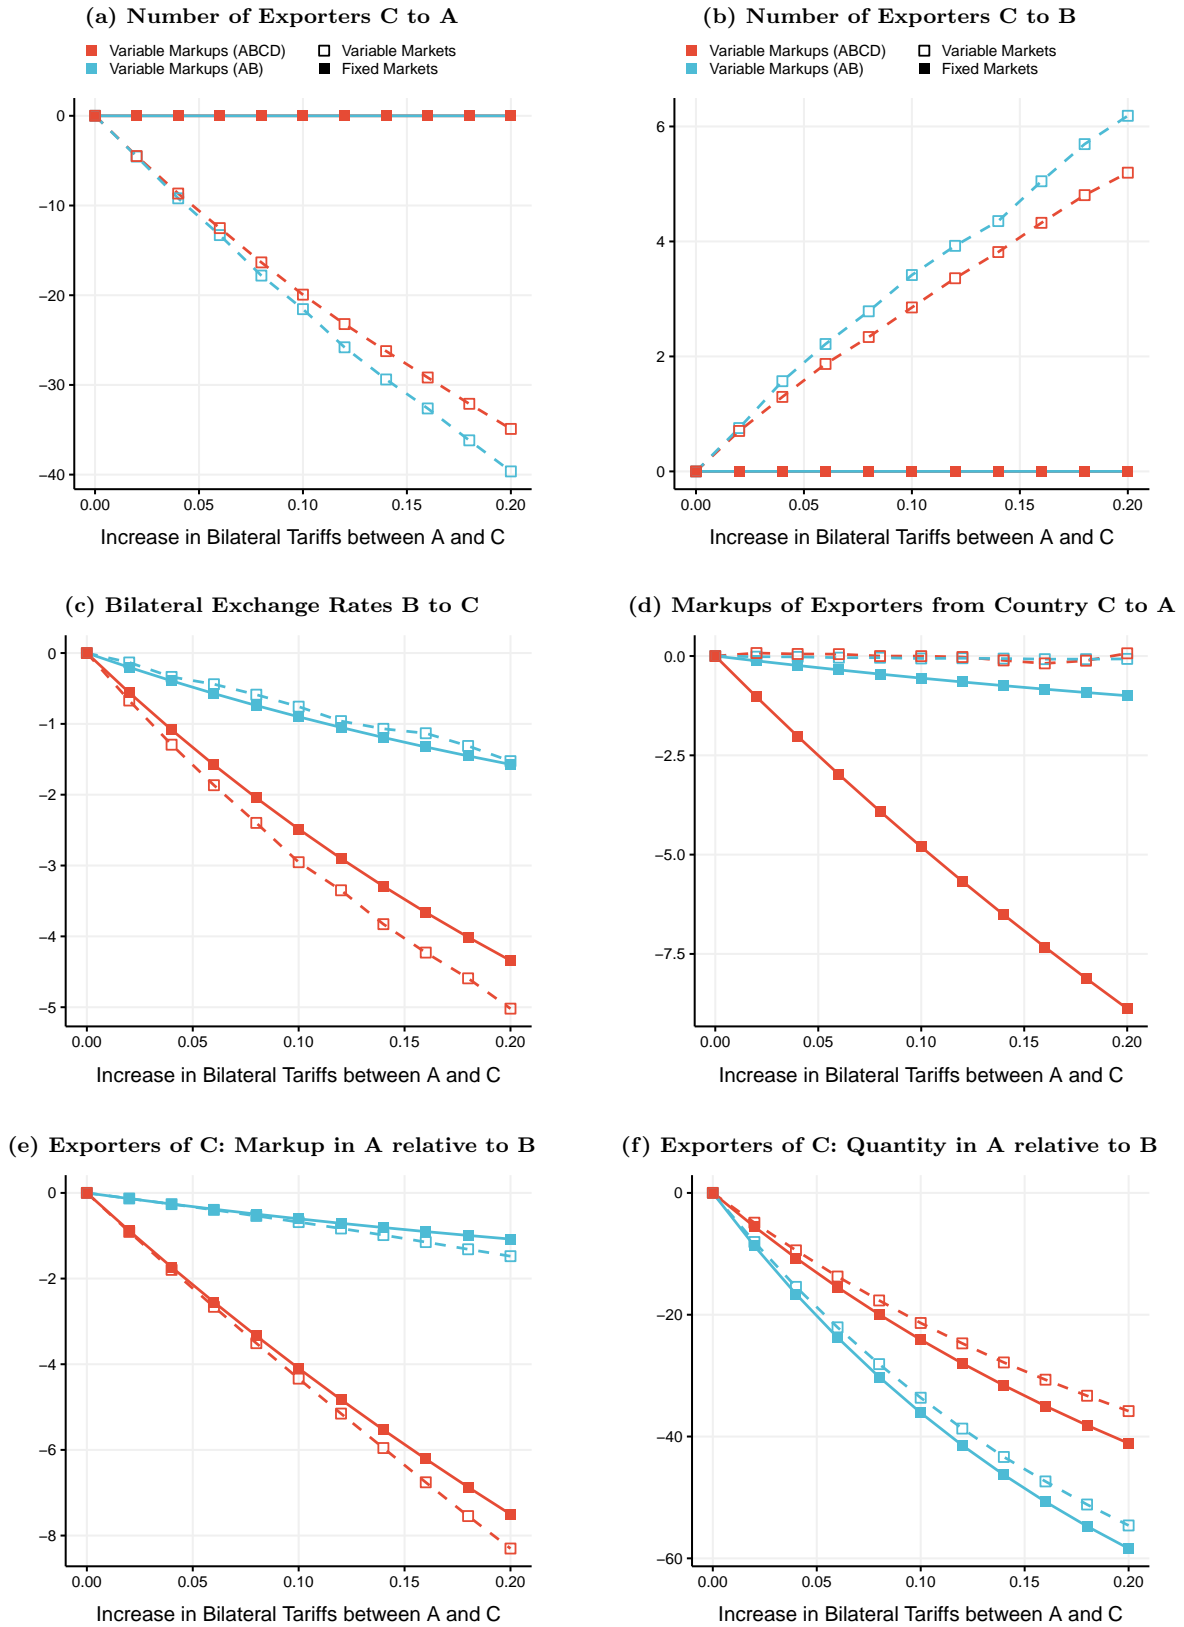 (a) Number of Exporters C to A
Variable Markups (ABCD) Variable Markets
Variable Markups (AB) Fixed Markets
0
−10
−20
−30
−40
0.00 0.05 0.10 0.15 0.20
Increase in Bilateral Tariffs between A and C
(b) Number of Exporters C to B
Variable Markups (ABCD) Variable Markets
Variable Markups (AB) Fixed Markets
6
4
2
0
0.00 0.05 0.10 0.15 0.20
Increase in Bilateral Tariffs between A and C
(c) Bilateral Exchange Rates B to C
0
−1
−2
−3
−4
−5
0.00 0.05 0.10 0.15 0.20
Increase in Bilateral Tariffs between A and C
(d) Markups of Exporters from Country C to A
0.0
−2.5
−5.0
−7.5
0.00 0.05 0.10 0.15 0.20
Increase in Bilateral Tariffs between A and C
(e) Exporters of C: Markup in A relative to B
0
−2
−4
−6
−8
0.00 0.05 0.10 0.15 0.20
Increase in Bilateral Tariffs between A and C
(f) Exporters of C: Quantity in A relative to B
0
−20
−40
−60
0.00 0.05 0.10 0.15 0.20
Increase in Bilateral Tariffs between A and C